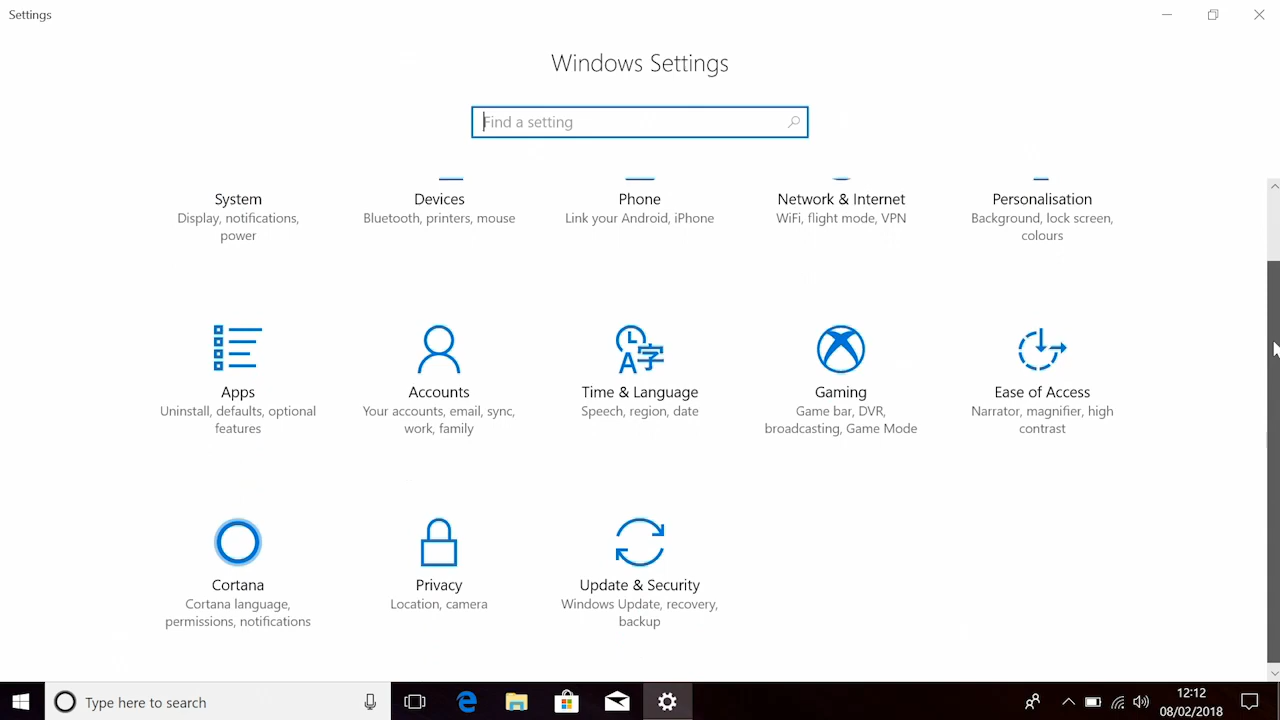 Settings
Windows Settings
Find a setting
System
Display, notifications,
power
Devices
Bluetooth, printers, mouse
Phone
Link your Android, iPhone
Network & Internet
WiFi, flight mode, VPN
Personalisation
Background, lock screen,
colours
Apps
Uninstall, defaults, optional
features
Accounts
Your accounts, email, sync,
work, family
Time & Language
Speech, region, date
Gaming
Game bar, DVR,
broadcasting, Game Mode
Ease of Access
Narrator, magnifier, high
contrast
Cortana
Cortana language,
permissions, notifications
Privacy
Location, camera
Update & Security
Windows Update, recovery,
backup
Type here to search
12:12
08/02/2018